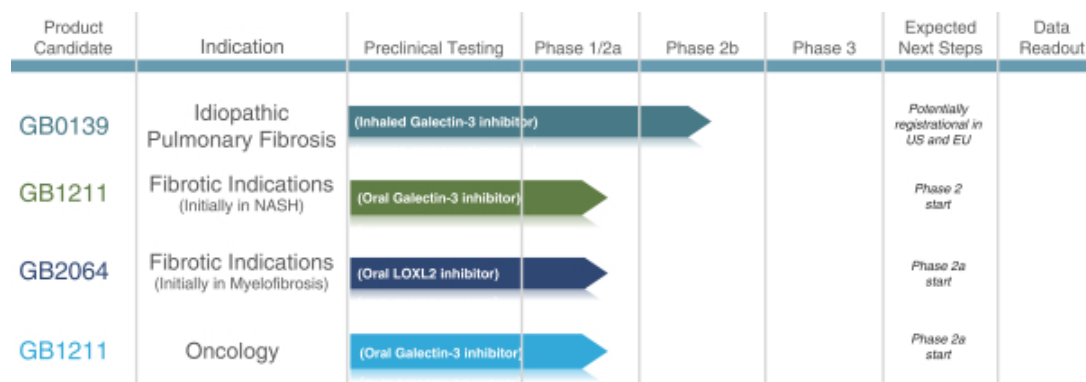 Product Candidate
Indication
Preclinical Testing
Phase 1/2a
Phase 2b
Phase 3
Expected Next Steps
Data Readout
GB0139
Idiopathic
Pulmonary Fibrosis
(Inhaled Galectin-3 inhibitor)
Potentially
registrational in
US and EU
GB1211
Fibrotic Indications
(Initially in NASH)
(Oral Galectin-3 inhibitor)
Phase 2
start
GB2064
Fibrotic Indications
(Initially in Myelofibrosis)
(Oral LOXL2 inhibitor)
Phase 2a
start
GB1211
Oncology
(Oral Galectin-3 inhibitor)
Phase 2a
start